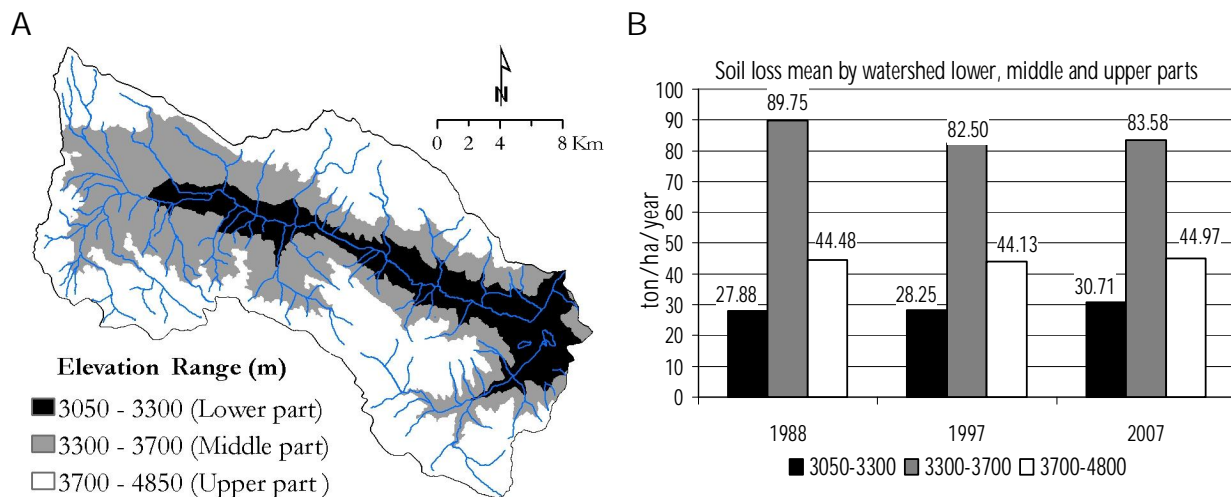 A
N
0 2 4 8 Km
Elevation Range (m)
3050 - 3300 (Lower part)
3300 - 3700 (Middle part)
3700 - 4850 (Upper part )
B
Soil loss mean by watershed lower, middle and upper parts
ton/ha/year
100
90
80
70
60
50
40
30
20
10
0
27.88
89.75
44.48
28.25
82.50
44.13
30.71
83.58
44.97
1988 1997 2007
3050-3300 3300-3700 3700-4800